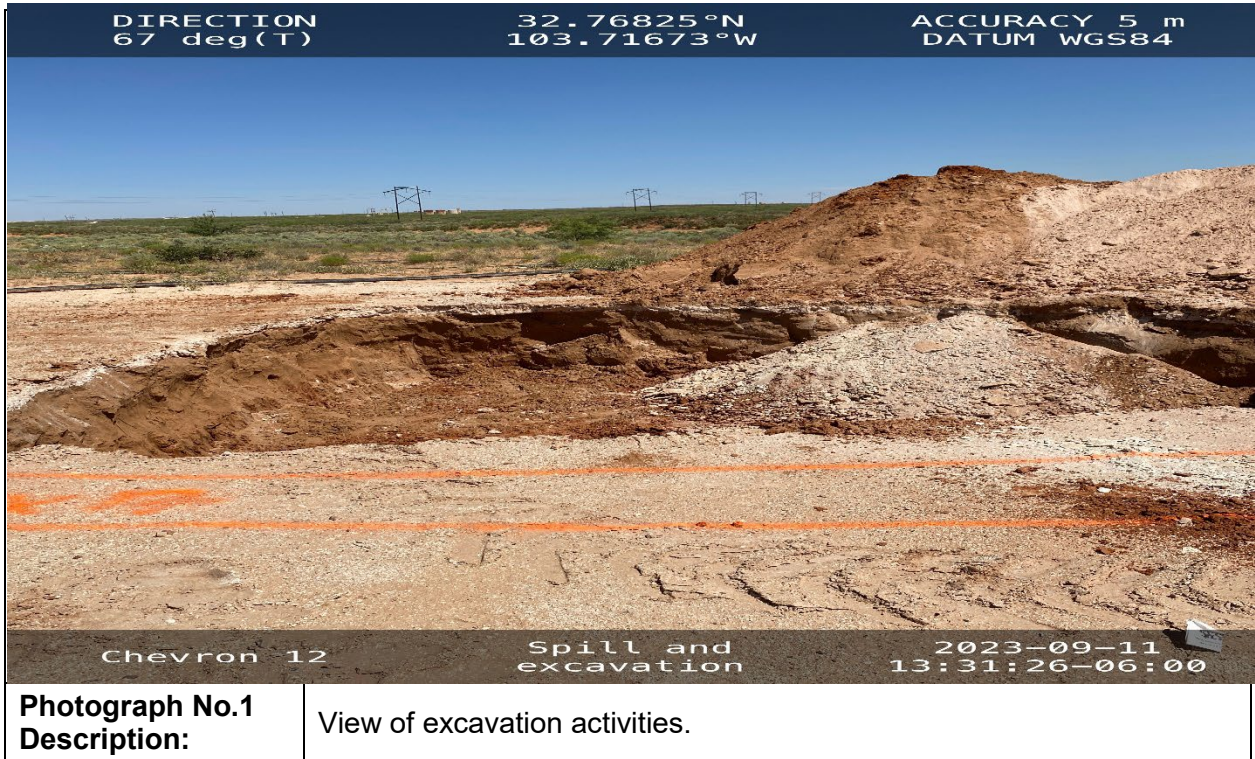 DIRECTION
67 deg(T)
32.76825°N
103.71673°W
ACCURACY 5 m
DATUM WGS84
Chevron 12
Spill and
excavation
2023-09-11
13:31:26-06:00
Photograph No.1
Description:
View of excavation activities.